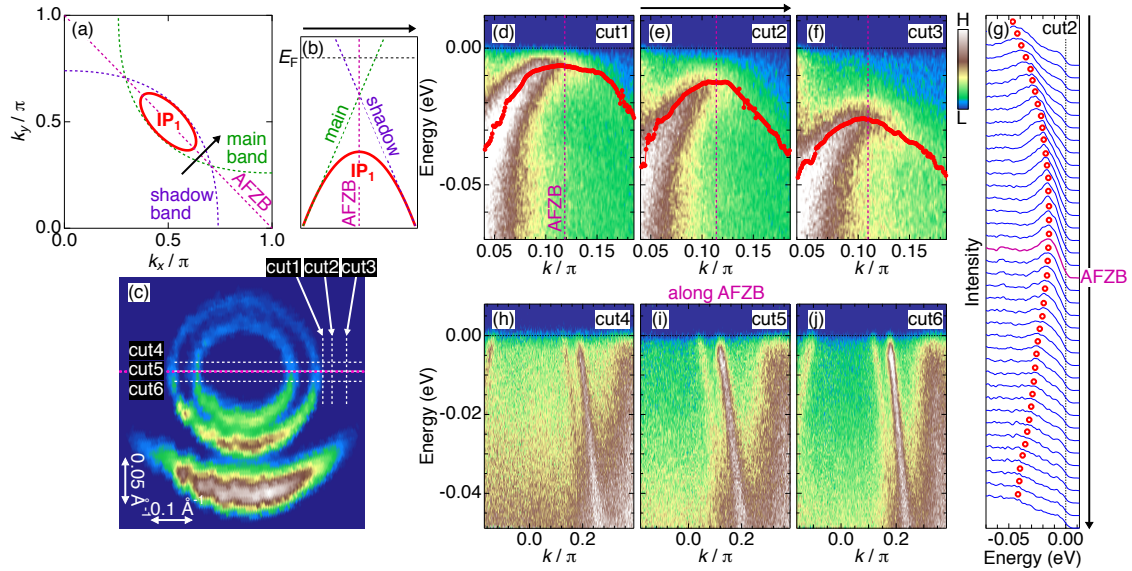 (a)
1.0
0.5
0.0
ky / π
IP1
main
band
shadow
band
AFZB
0.0
0.5
1.0
kx / π
(b)
EF
main
shadow
IP1
AFZB
(c)
cut1
cut2
cut3
cut4
cut5
cut6
0.05 Å-1
0.1 Å-1
(d)
cut1
0.00
-0.05
Energy (eV)
AFZB
0.04
0.10
0.15
k / π
(e)
cut2
0.05
0.10
0.15
k / π
(f)
cut3
0.05
0.10
0.15
k / π
H
L
along AFZB
(h)
cut4
0.00
-0.02
-0.04
Energy (eV)
0.0
0.2
k / π
(i)
cut5
0.0
0.2
k / π
(j)
cut6
0.0
0.2
k / π
(g)
cut2
Intensity
AFZB
-0.05
0.00
Energy (eV)